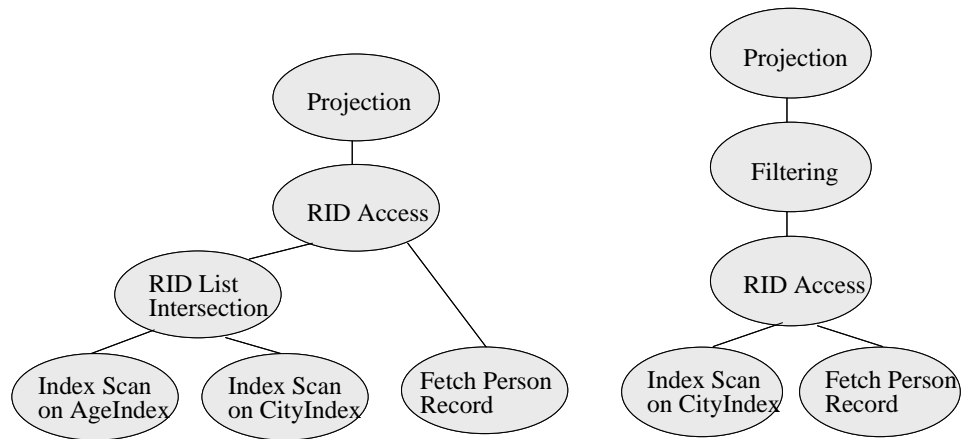 Projection
RID Access
RID List
Intersection
Index Scan
on AgeIndex
Index Scan
on CityIndex
Fetch Person
Record
Projection
Filtering
RID Access
Index Scan
on CityIndex
Fetch Person
Record